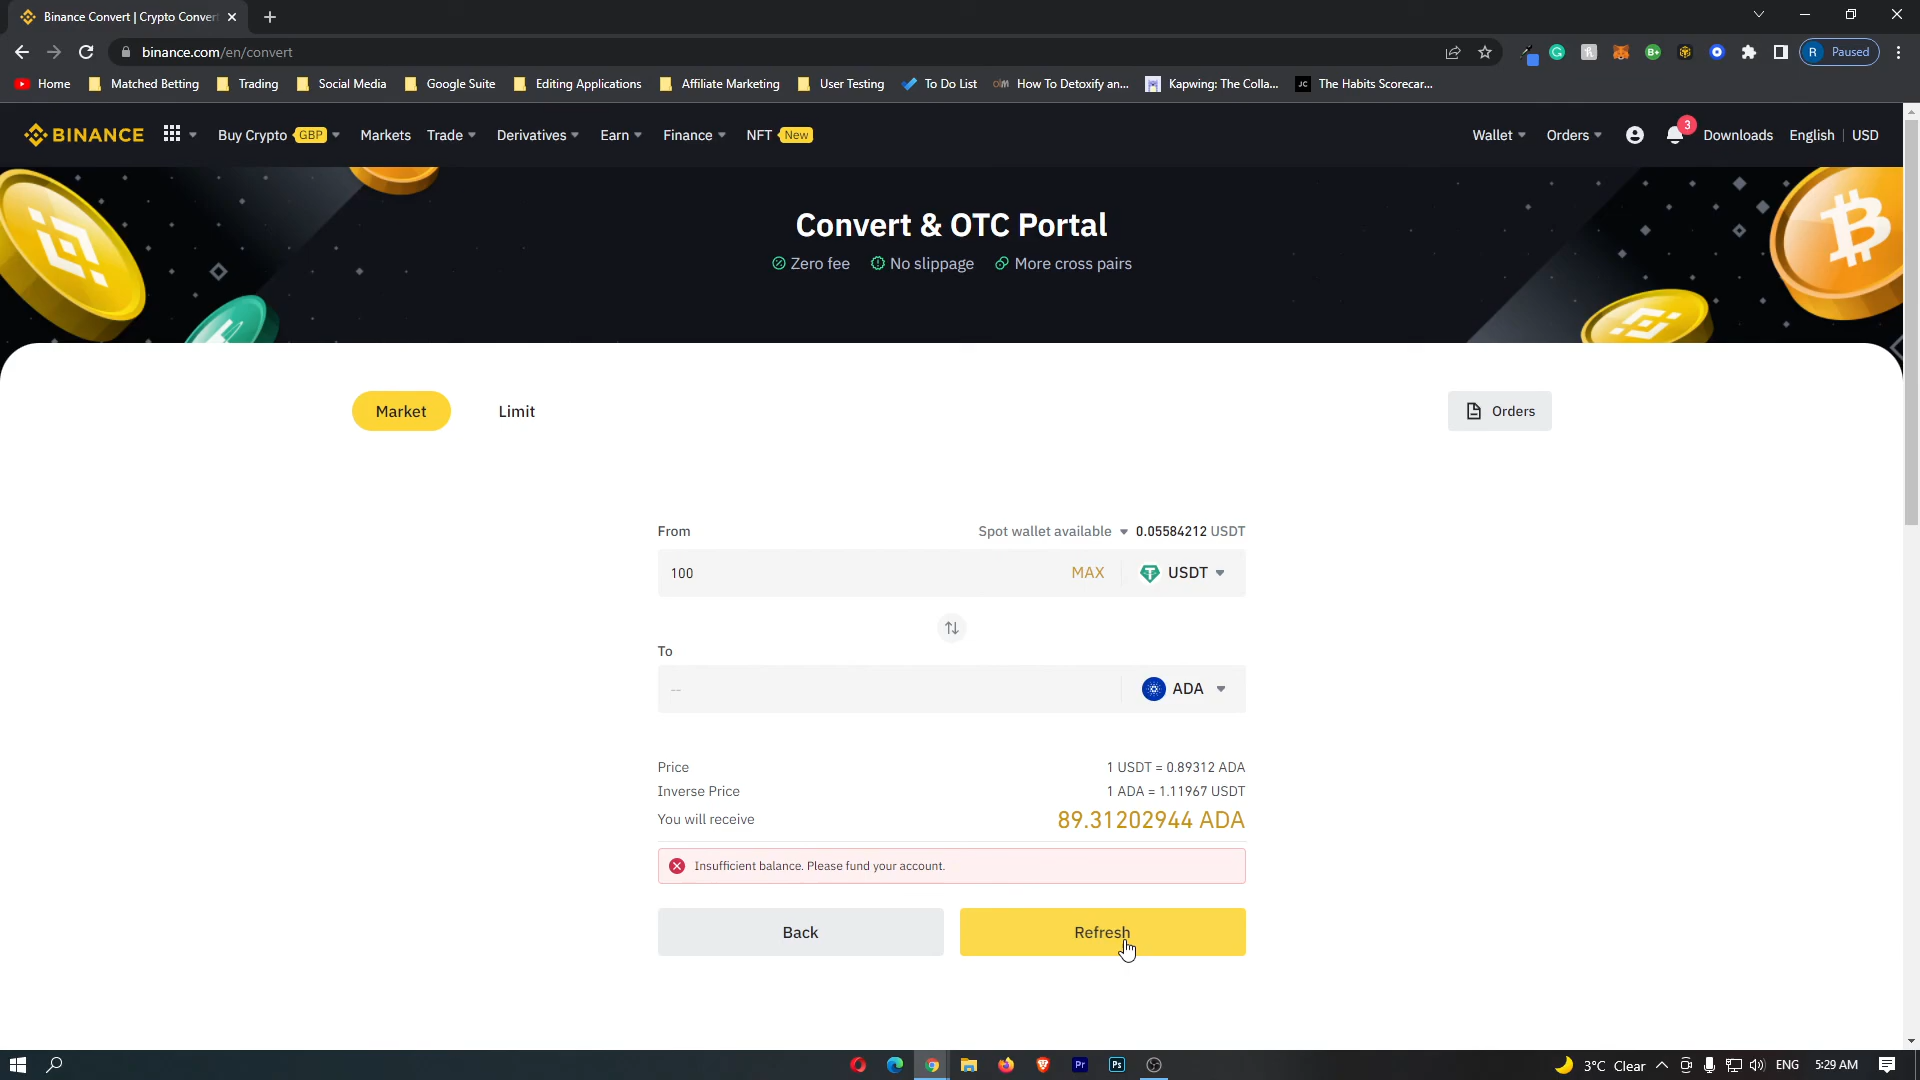 Binance Convert | Crypto Conver
binance.com/en/convert
R Paused
Home Matched Betting Trading Social Media Google Suite Editing Applications Affiliate Marketing User Testing To Do List How To Detoxify an... Kapwing: The Colla... JC The Habits Scorecar...
BINANCE Buy Crypto GBP Markets Trade Derivatives Earn Finance NFT New Wallet Orders 3 Downloads English USD
Convert & OTC Portal
Zero fee No slippage More cross pairs
Market Limit Orders
From Spot wallet available 0.05584212 USDT
100 MAX USDT
To
-- ADA
Price 1 USDT = 0.89312 ADA
Inverse Price 1 ADA = 1.11967 USDT
You will receive 89.31202944 ADA
Insufficient balance. Please fund your account.
Back Refresh
Pr Ps 3°C Clear ENG 5:29 AM